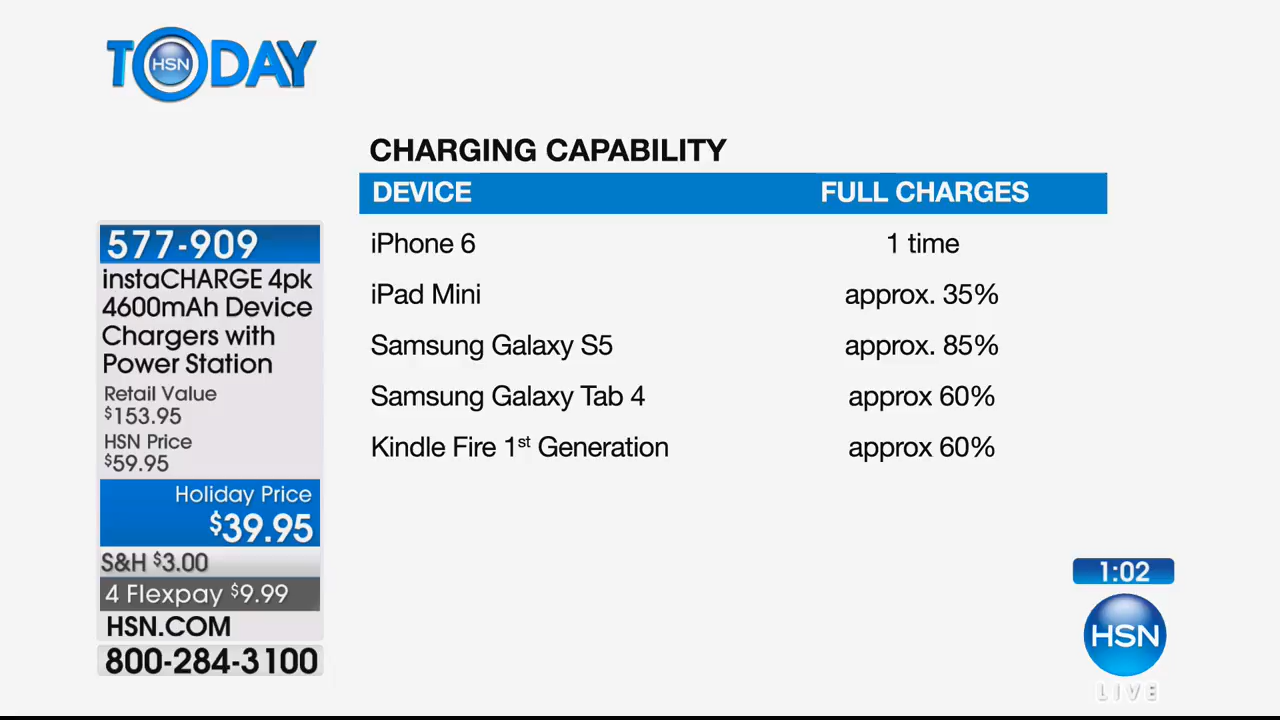 TODAY
HSN
CHARGING CAPABILITY
DEVICE FULL CHARGES
iPhone 6 1 time
iPad Mini approx. 35%
Samsung Galaxy S5 approx. 85%
Samsung Galaxy Tab 4 approx 60%
Kindle Fire 1st Generation approx 60%
577-909
instaCHARGE 4pk
4600mAh Device
Chargers with
Power Station
Retail Value
$153.95
HSN Price
$59.95
Holiday Price
$39.95
S&H $3.00
4 Flexpay $9.99
HSN.COM
800-284-3100
1:02
HSN
LIVE